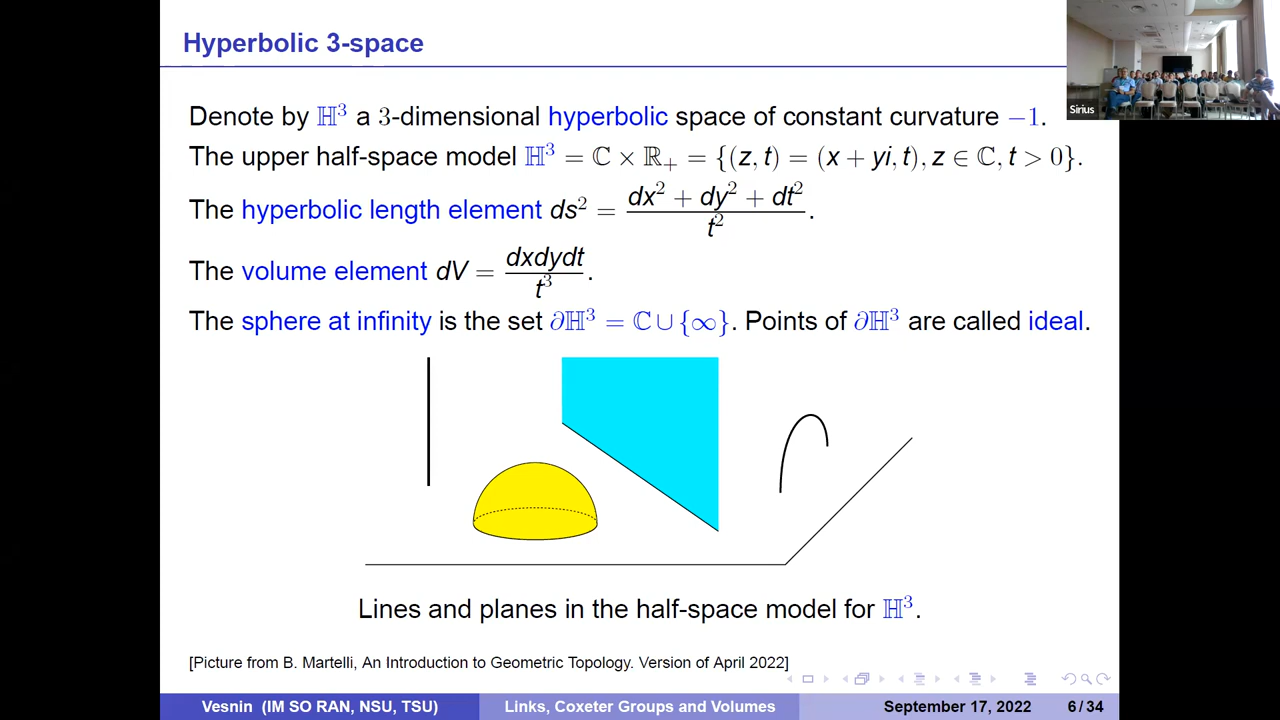 Hyperbolic 3-space
Sirius
Denote by ℍ³ a 3-dimensional hyperbolic space of constant curvature −1.
The upper half-space model ℍ³ = ℂ × ℝ₊ = {(z, t) = (x + yi, t), z ∈ ℂ, t > 0}.
The hyperbolic length element ds² = (dx² + dy² + dt²)/t².
The volume element dV = dxdydt/t³.
The sphere at infinity is the set ∂ℍ³ = ℂ ∪ {∞}. Points of ∂ℍ³ are called ideal.
Lines and planes in the half-space model for ℍ³.
[Picture from B. Martelli, An Introduction to Geometric Topology. Version of April 2022]
Vesnin (IM SO RAN, NSU, TSU) Links, Coxeter Groups and Volumes September 17, 2022 6 / 34